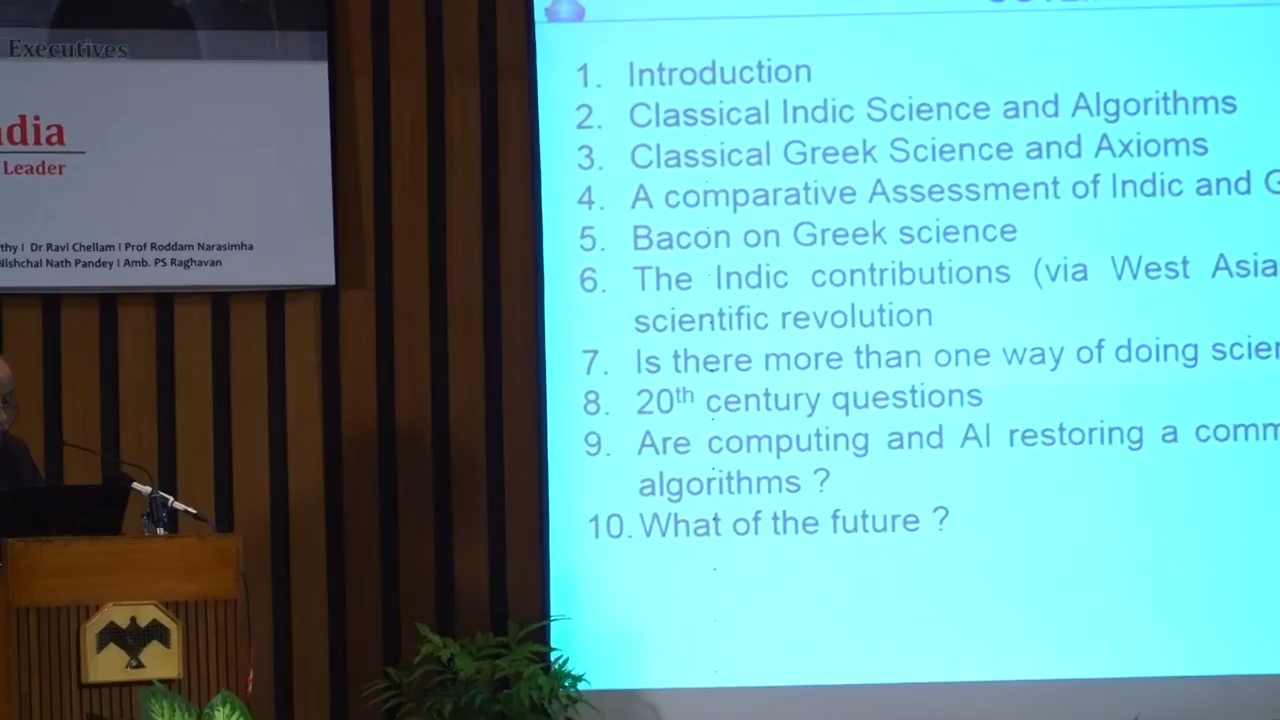 Executives
dia
Leader
thy I Dr Ravi Chellam I Prof Roddam Narasimha
Nishchal Nath Pandey I Amb. PS Raghavan
1. Introduction
2. Classical Indic Science and Algorithms
3. Classical Greek Science and Axioms
4. A comparative Assessment of Indic and G
5. Bacon on Greek science
6. The Indic contributions (via West Asia
scientific revolution
7. Is there more than one way of doing scien
8. 20th century questions
9. Are computing and AI restoring a comm
algorithms ?
10. What of the future ?